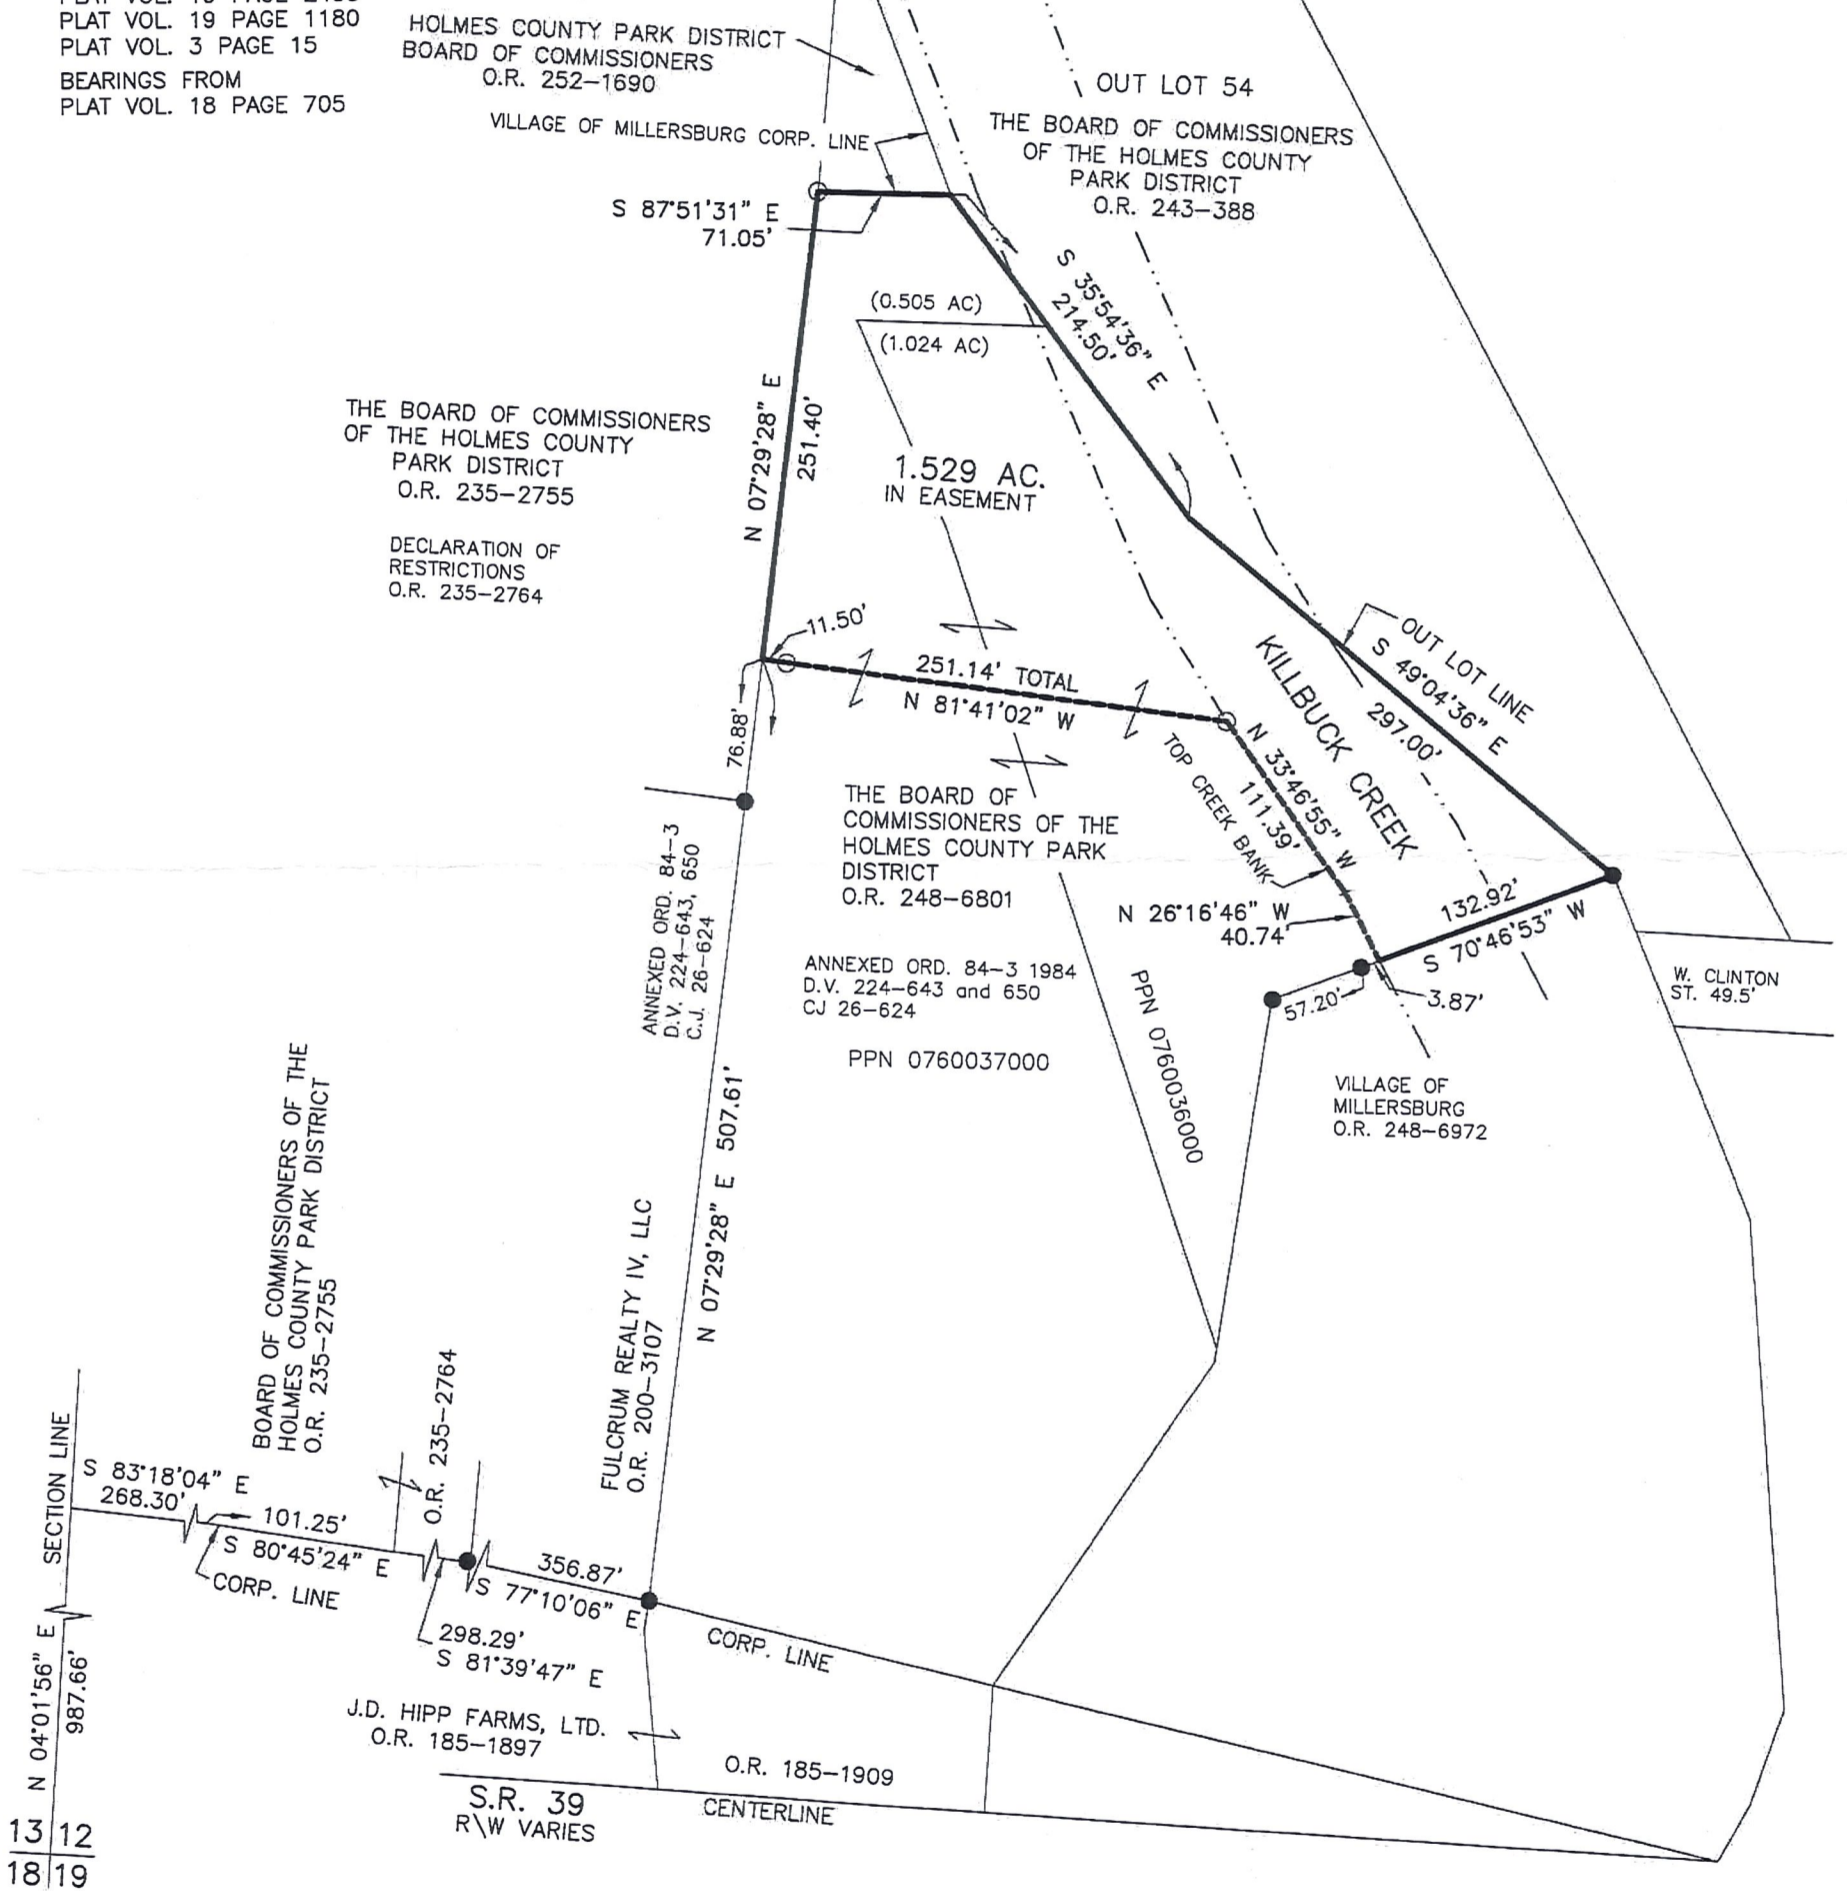 PLAT VOL. 19 PAGE 1180
PLAT VOL. 3 PAGE 15
BEARINGS FROM
PLAT VOL. 18 PAGE 705
HOLMES COUNTY PARK DISTRICT
BOARD OF COMMISSIONERS
O.R. 252-1690
VILLAGE OF MILLERSBURG CORP. LINE
OUT LOT 54
THE BOARD OF COMMISSIONERS
OF THE HOLMES COUNTY
PARK DISTRICT
O.R. 243-388
S 87°51'31" E
71.05'
S 35°54'36" E
214.50'
(0.505 AC)
(1.024 AC)
N 07°29'28" E
251.40'
THE BOARD OF COMMISSIONERS
OF THE HOLMES COUNTY
PARK DISTRICT
O.R. 235-2755
DECLARATION OF
RESTRICTIONS
O.R. 235-2764
1.529 AC.
IN EASEMENT
11.50'
251.14' TOTAL
N 81°41'02" W
76.88'
KILLBUCK CREEK
OUT LOT LINE
S 49°04'36" E
297.00'
N 33°46'55" W
111.39'
TOP CREEK BANK
N 26°16'46" W
40.74'
132.92'
S 70°46'53" W
57.20'
3.87'
W. CLINTON
ST. 49.5'
THE BOARD OF
COMMISSIONERS OF THE
HOLMES COUNTY PARK
DISTRICT
O.R. 248-6801
ANNEXED ORD. 84-3
D.V. 224-643, 650
C.J. 26-624
ANNEXED ORD. 84-3 1984
D.V. 224-643 and 650
CJ 26-624
PPN 0760037000
PPN 0760036000
VILLAGE OF
MILLERSBURG
O.R. 248-6972
BOARD OF COMMISSIONERS OF THE
HOLMES COUNTY PARK DISTRICT
O.R. 235-2755
O.R. 235-2764
FULCRUM REALTY IV, LLC
O.R. 200-3107
N 07°29'28" E 507.61'
SECTION LINE
S 83°18'04" E
268.30'
101.25'
S 80°45'24" E
CORP. LINE
356.87'
S 77°10'06" E
298.29'
S 81°39'47" E
CORP. LINE
N 04°01'56" E
987.66'
J.D. HIPP FARMS, LTD.
O.R. 185-1897
O.R. 185-1909
S.R. 39
R\W VARIES
CENTERLINE
13 12
18 19